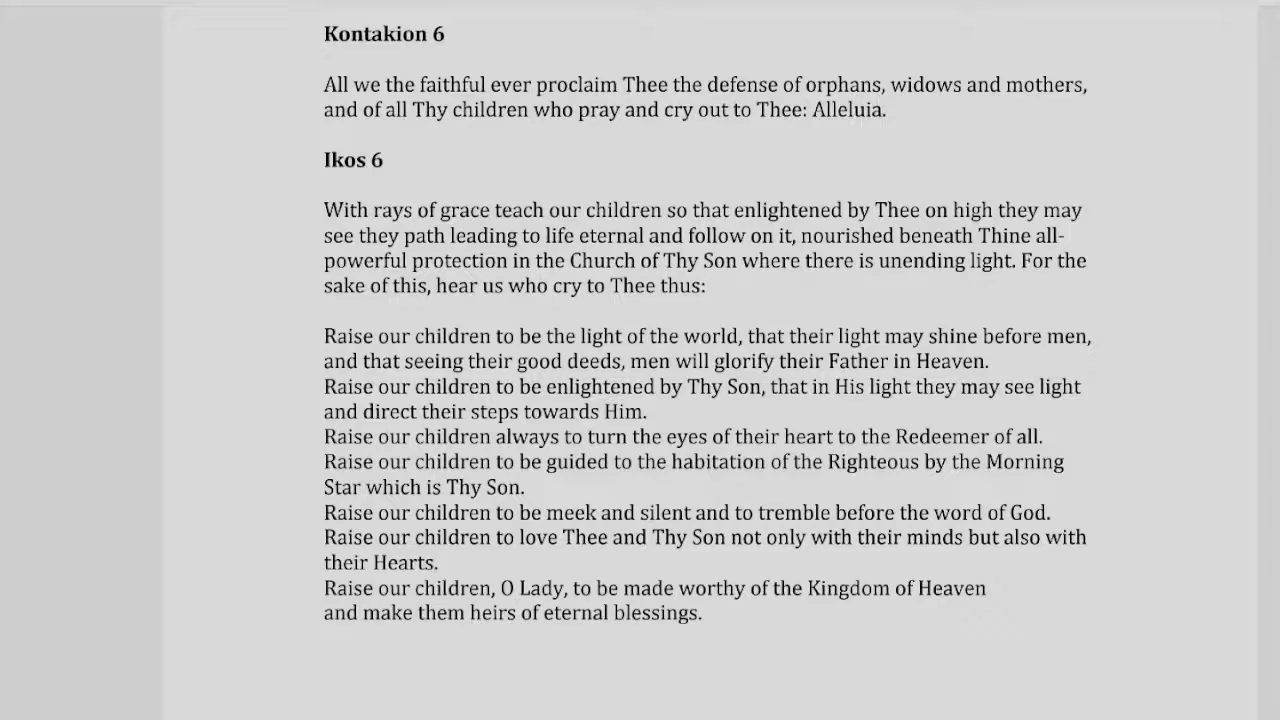 Kontakion 6
All we the faithful ever proclaim Thee the defense of orphans, widows and mothers,
and of all Thy children who pray and cry out to Thee: Alleluia.
Ikos 6
With rays of grace teach our children so that enlightened by Thee on high they may
see they path leading to life eternal and follow on it, nourished beneath Thine all-
powerful protection in the Church of Thy Son where there is unending light. For the
sake of this, hear us who cry to Thee thus:
Raise our children to be the light of the world, that their light may shine before men,
and that seeing their good deeds, men will glorify their Father in Heaven.
Raise our children to be enlightened by Thy Son, that in His light they may see light
and direct their steps towards Him.
Raise our children always to turn the eyes of their heart to the Redeemer of all.
Raise our children to be guided to the habitation of the Righteous by the Morning
Star which is Thy Son.
Raise our children to be meek and silent and to tremble before the word of God.
Raise our children to love Thee and Thy Son not only with their minds but also with
their Hearts.
Raise our children, O Lady, to be made worthy of the Kingdom of Heaven
and make them heirs of eternal blessings.